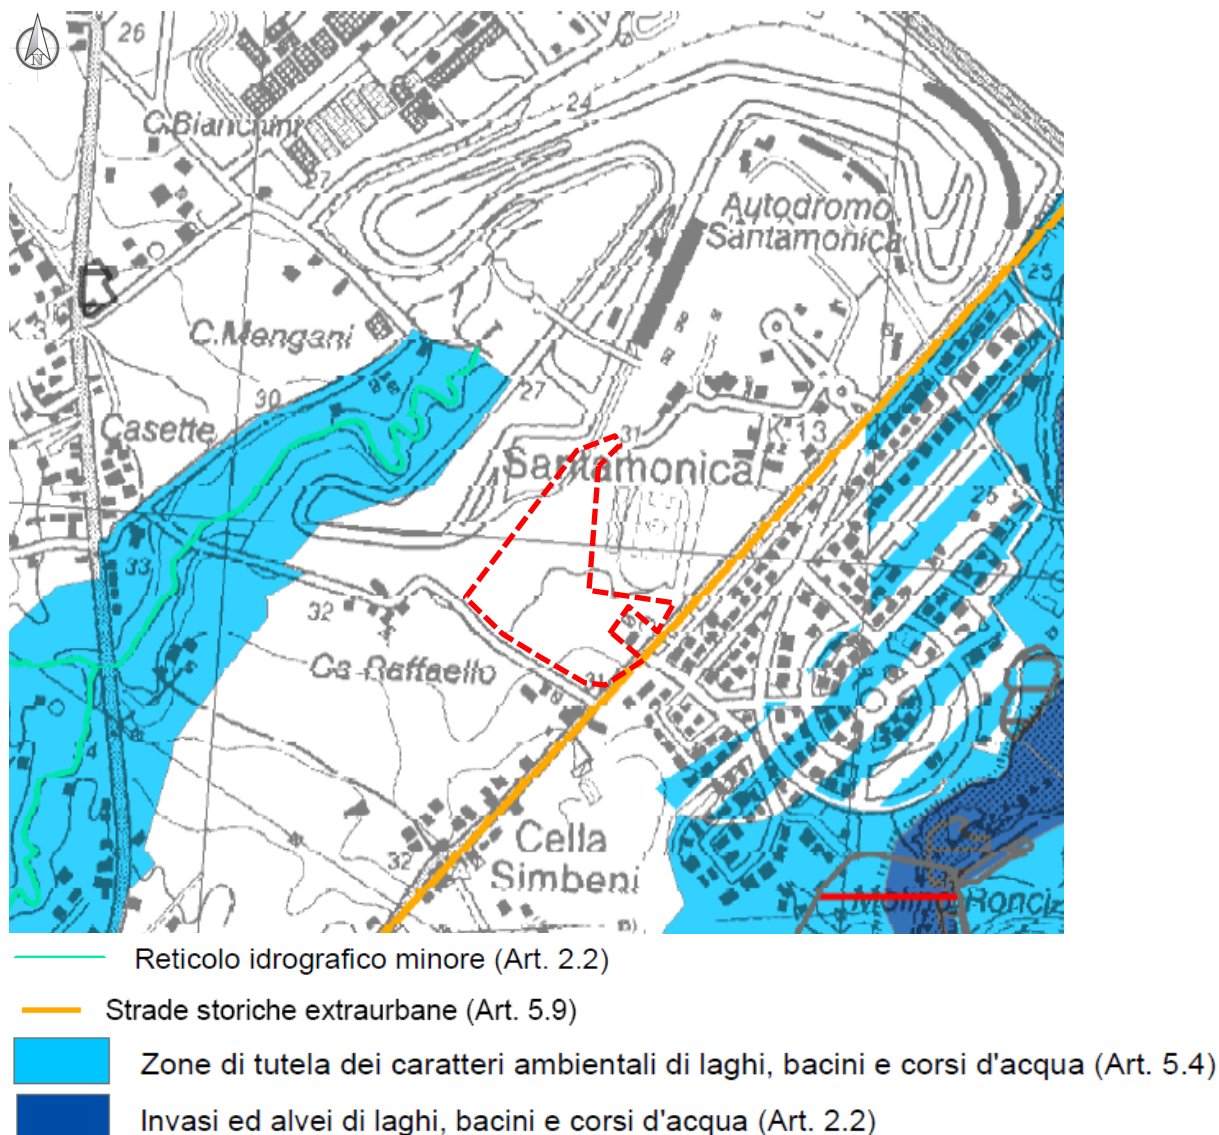 N
26
C.Bianchini
24
27
Autodromo
Santamonica
25
C.Mengani
30
27
Casette
31
K.13
Santamonica
33
32
Ca Raffaello
31
Cella
Simbeni
32
Reticolo idrografico minore (Art. 2.2)
Strade storiche extraurbane (Art. 5.9)
Zone di tutela dei caratteri ambientali di laghi, bacini e corsi d'acqua (Art. 5.4)
Invasi ed alvei di laghi, bacini e corsi d'acqua (Art. 2.2)